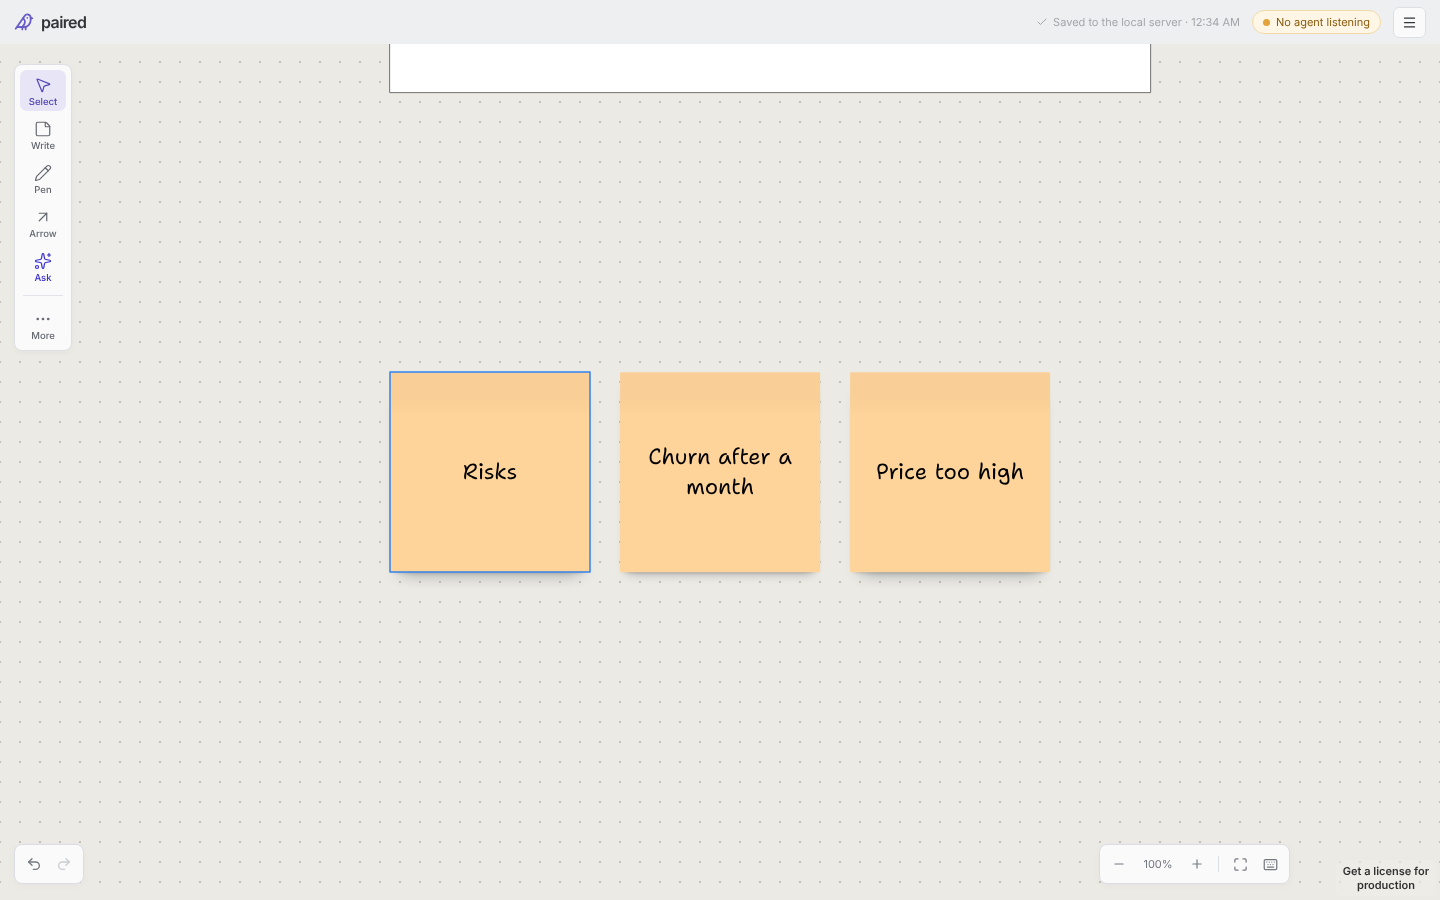 paired
Saved to the local server · 12:34 AM
No agent listening
Select
Write
Pen
Arrow
Ask
More
Risks
Churn after a
month
Price too high
100%
Get a license for
production